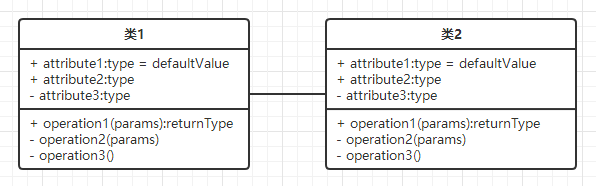 类1
+ attribute1:type = defaultValue
+ attribute2:type
- attribute3:type
+ operation1(params):returnType
- operation2(params)
- operation3()
类2
+ attribute1:type = defaultValue
+ attribute2:type
- attribute3:type
+ operation1(params):returnType
- operation2(params)
- operation3()